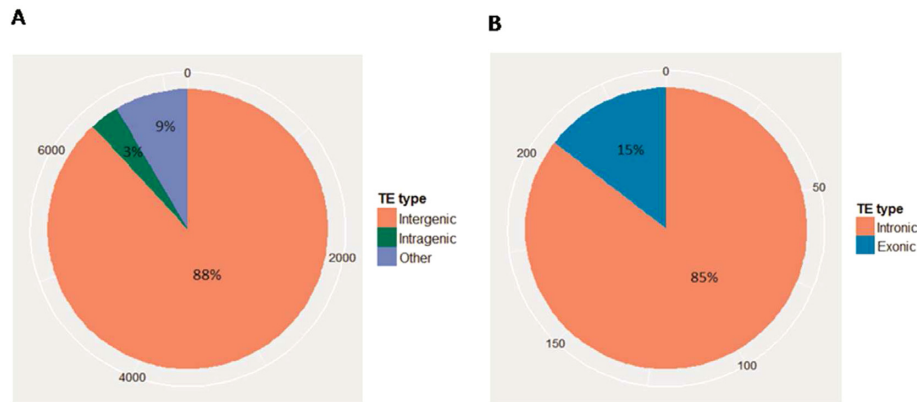 A
0
2000
4000
6000
9%
3%
88%
TE type
Intergenic
Intragenic
Other
B
0
50
100
150
200
15%
85%
TE type
Intronic
Exonic